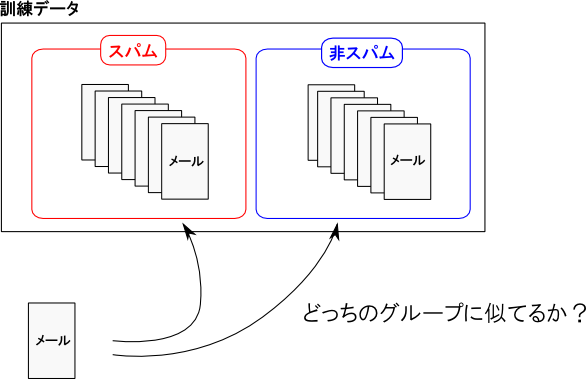 訓練データ
スパム
非スパム
メール
メール
どっちのグループに似てるか？
メール